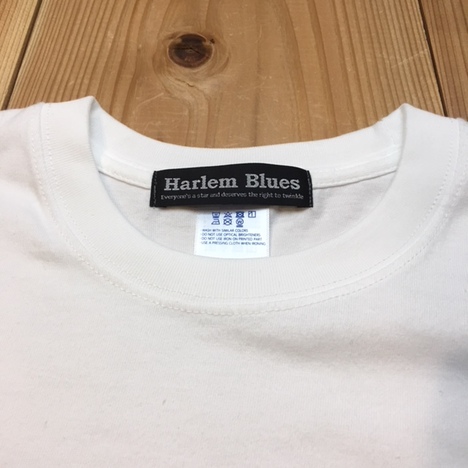 Harlem Blues
Everyone's a star and deserves the right to twinkle
WASH WITH SIMILAR COLORS
DO NOT USE OPTICAL BRIGHTENERS
DO NOT USE IRON ON PRINTED PART
USE A PRESSING CLOTH WHEN IRONING